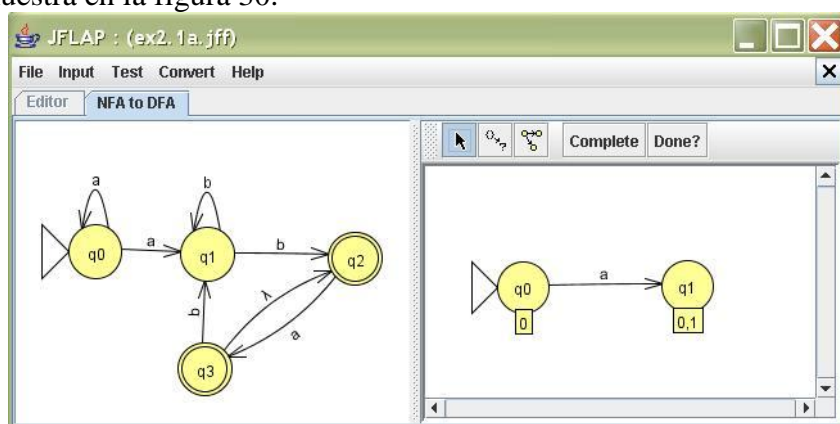 uestra en la figura 30.
JFLAP : (ex2.1a.jff)
File Input Test Convert Help
Editor NFA to DFA
Complete Done?
a b
q0 a q1 b q2
b λ a
q3
q0 a q1
0 0,1